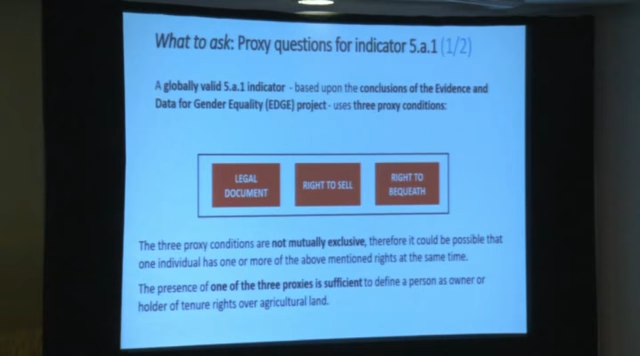 What to ask: Proxy questions for indicator 5.a.1 (1/2)
A globally valid 5.a.1 indicator - based upon the conclusions of the Evidence and
Data for Gender Equality (EDGE) project - uses three proxy conditions:
LEGAL
DOCUMENT
RIGHT TO SELL
RIGHT TO
BEQUEATH
The three proxy conditions are not mutually exclusive, therefore it could be possible that
one individual has one or more of the above mentioned rights at the same time.
The presence of one of the three proxies is sufficient to define a person as owner or
holder of tenure rights over agricultural land.